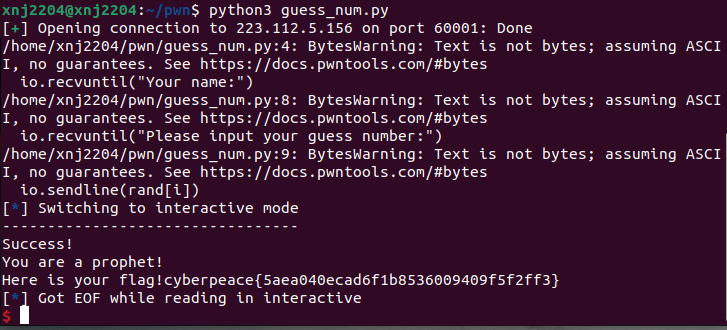 xnj2204@xnj2204:~/pwn$ python3 guess_num.py
[+] Opening connection to 223.112.5.156 on port 60001: Done
/home/xnj2204/pwn/guess_num.py:4: BytesWarning: Text is not bytes; assuming ASCI
I, no guarantees. See https://docs.pwntools.com/#bytes
  io.recvuntil("Your name:")
/home/xnj2204/pwn/guess_num.py:8: BytesWarning: Text is not bytes; assuming ASCI
I, no guarantees. See https://docs.pwntools.com/#bytes
  io.recvuntil("Please input your guess number:")
/home/xnj2204/pwn/guess_num.py:9: BytesWarning: Text is not bytes; assuming ASCI
I, no guarantees. See https://docs.pwntools.com/#bytes
  io.sendline(rand[i])
[*] Switching to interactive mode
---------------------------------
Success!
You are a prophet!
Here is your flag!cyberpeace{5aea040ecad6f1b8536009409f5f2ff3}
[*] Got EOF while reading in interactive
$